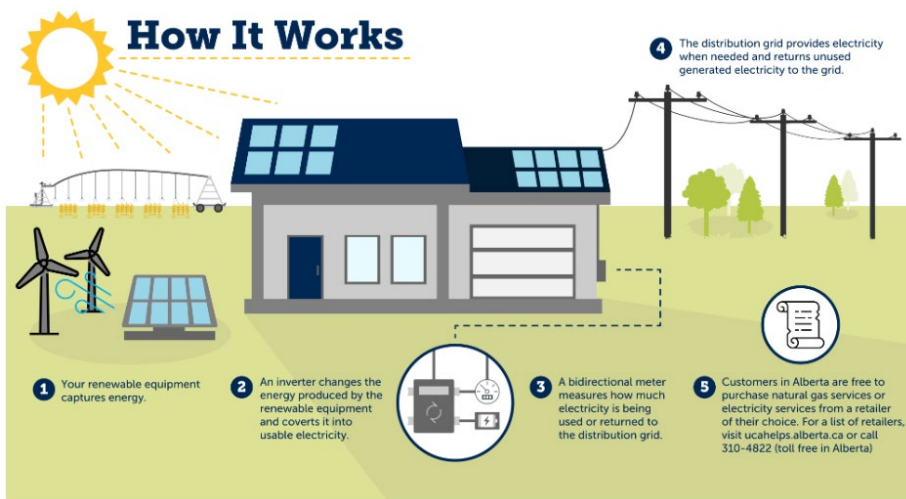 How It Works
4 The distribution grid provides electricity
when needed and returns unused
generated electricity to the grid.
1 Your renewable equipment
captures energy.
2 An inverter changes the
energy produced by the
renewable equipment
and coverts it into
usable electricity.
3 A bidirectional meter
measures how much
electricity is being
used or returned to
the distribution grid.
5 Customers in Alberta are free to
purchase natural gas services or
electricity services from a retailer
of their choice. For a list of retailers,
visit ucahelps.alberta.ca or call
310-4822 (toll free in Alberta)